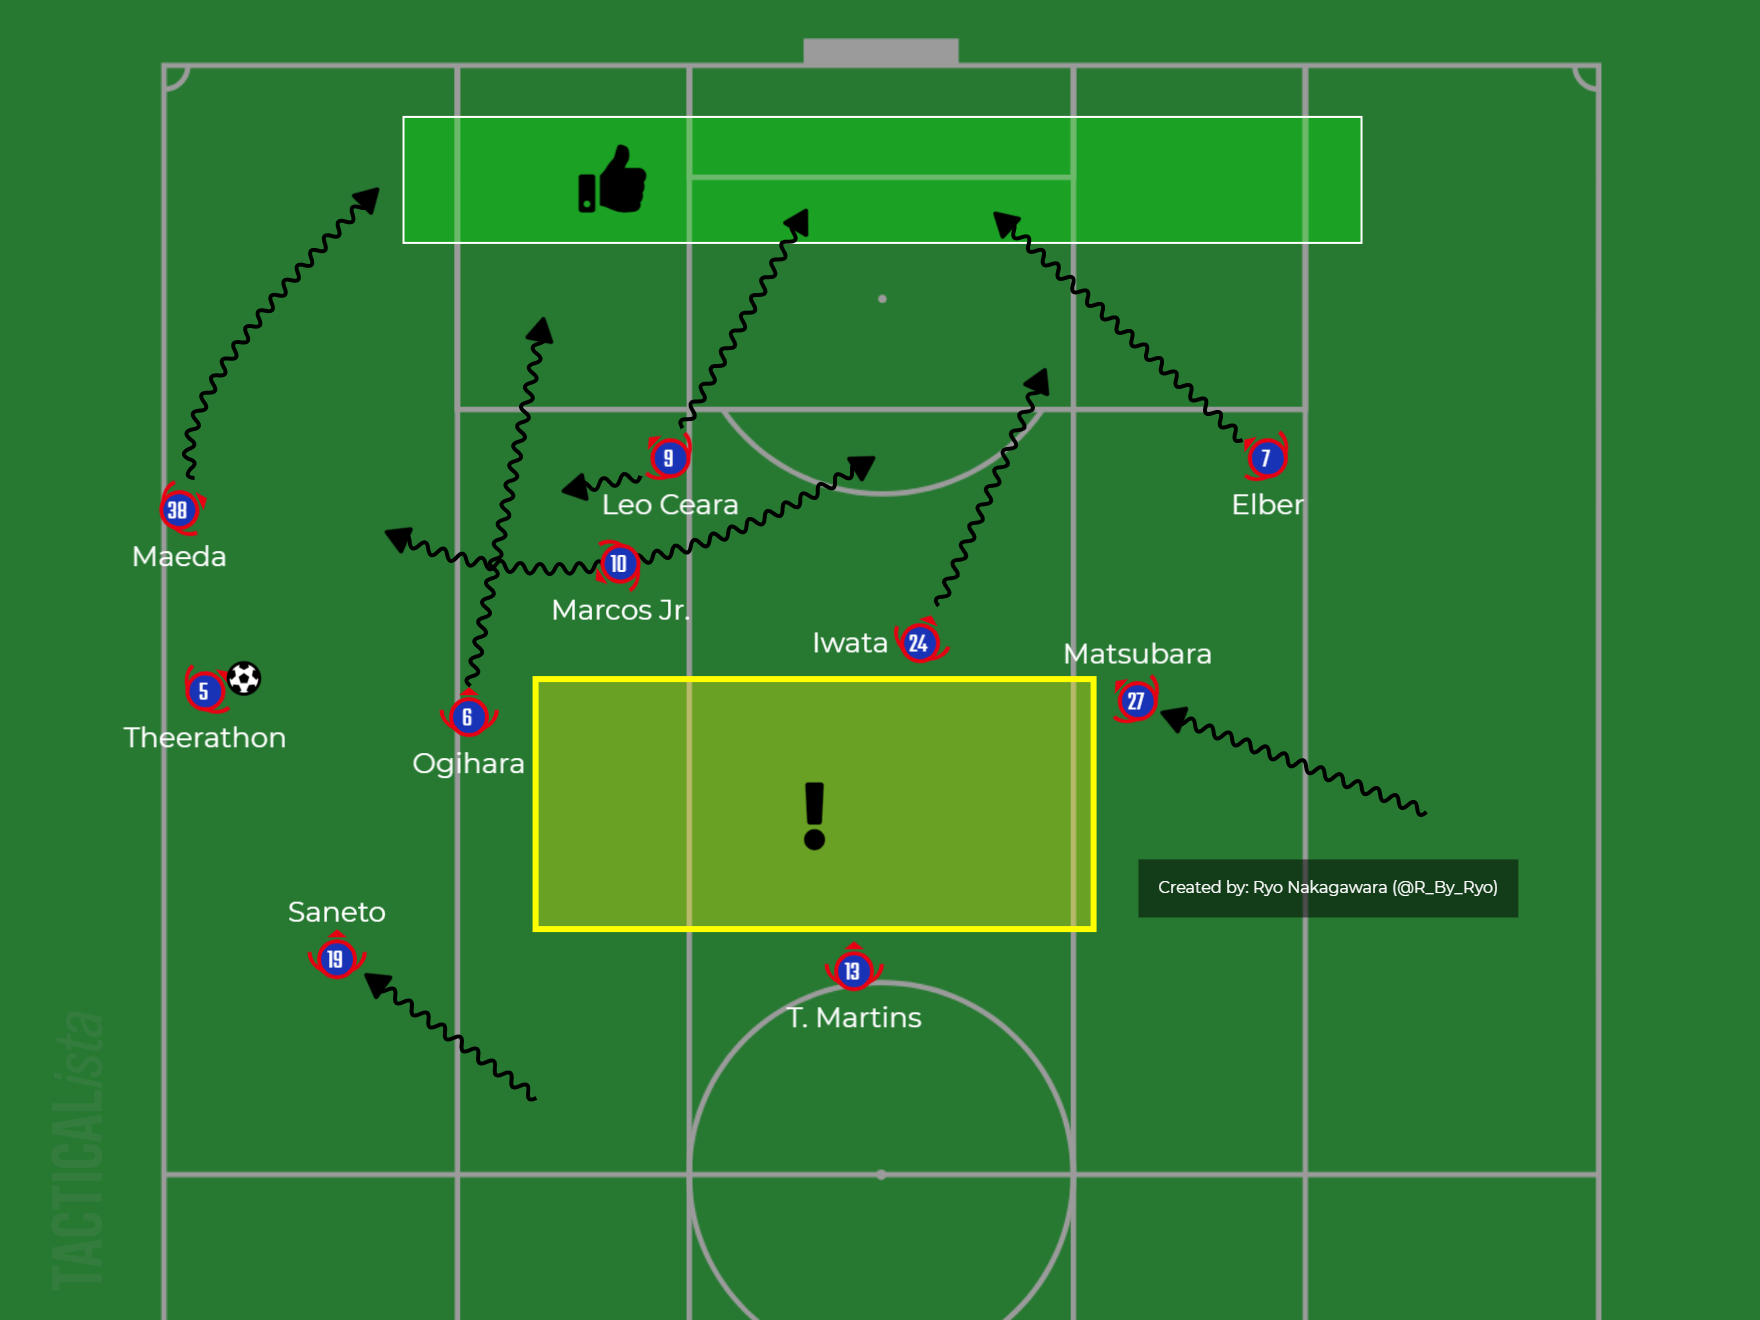 9
Leo Ceara
7
Elber
38
Maeda
10
Marcos Jr.
Iwata
24
Matsubara
27
5
Theerathon
6
Ogihara
!
Created by: Ryo Nakagawara (@R_By_Ryo)
Saneto
19
13
T. Martins
TACTICALista